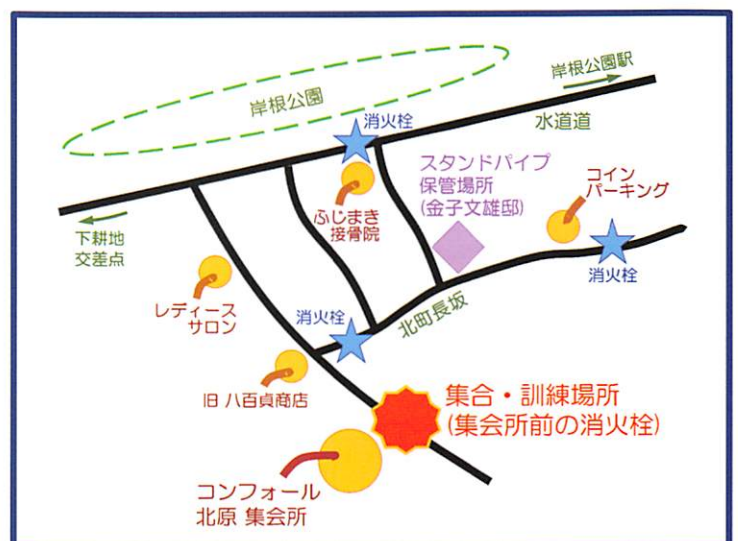 岸根公園駅
岸根公園
消火栓
水道道
スタンドパイプ
保管場所
(金子文雄邸)
コイン
パーキング
ふじまき
接骨院
下耕地
交差点
消火栓
レディース
サロン
消火栓
北町長坂
旧 八百貞商店
集合・訓練場所
(集会所前の消火栓)
コンフォール
北原 集会所